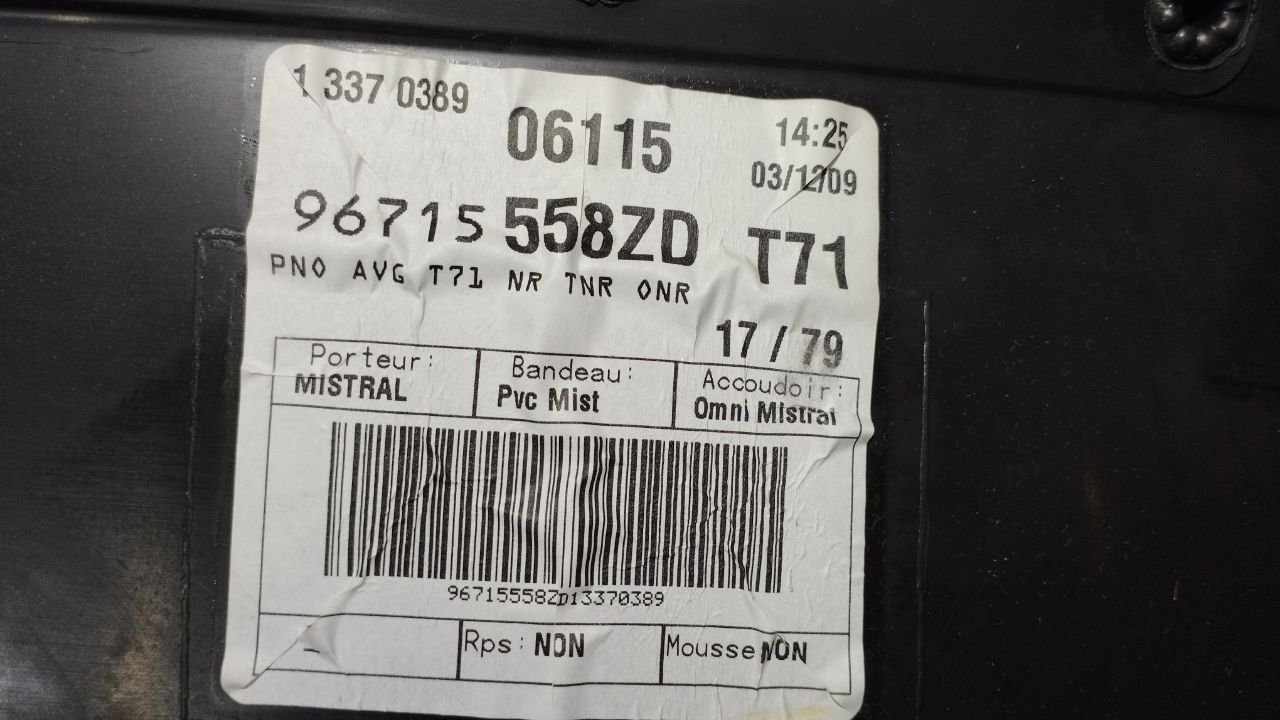 1 337 0389
06115
14:25
03/12/09
96715 558ZD T71
PNO AVG T71 NR TNR ONR
17 / 79
Porteur: Bandeau: Accoudoir:
MISTRAL Pvc Mist Omni Mistral
96715558ZD13370389
– Rps: NON Mousse NON